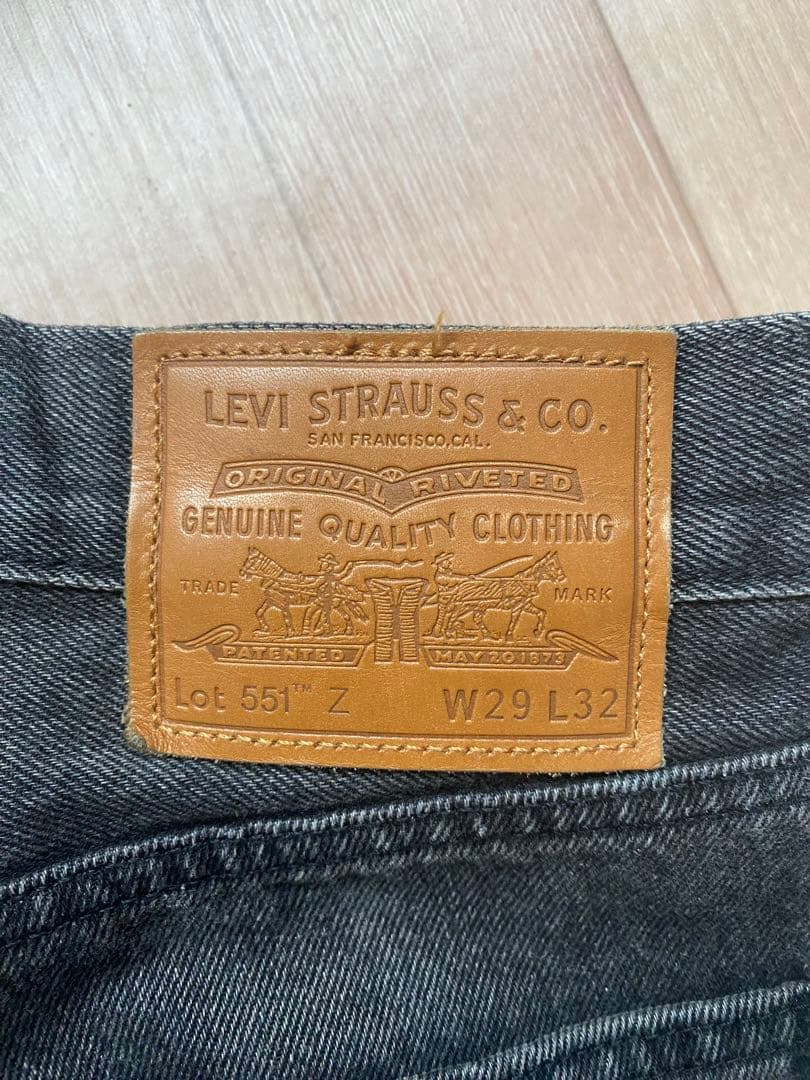 LEVI STRAUSS & CO.
SAN FRANCISCO,CAL.
ORIGINAL RIVETED
GENUINE QUALITY CLOTHING
TRADE MARK
PATENTED MAY 20 1873
Lot 551™ Z W29 L32